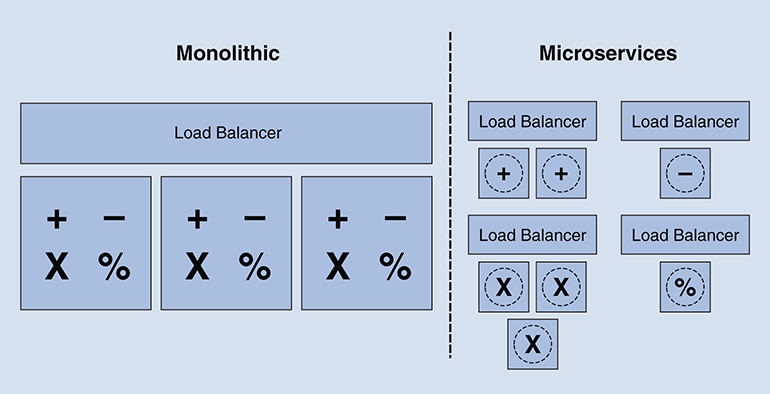 Monolithic
Load Balancer
+ − + − + −
X % X % X %
Microservices
Load Balancer Load Balancer
+ + −
Load Balancer Load Balancer
X X %
X